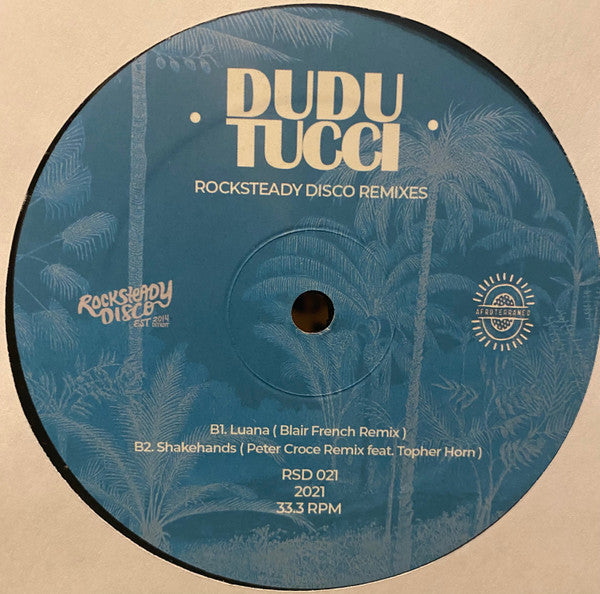 DUDU
TUCCI
ROCKSTEADY DISCO REMIXES
ROCKSTEADY
DISCO
EST 2014
DETROIT
AFROTERRANEO
B1. Luana ( Blair French Remix )
B2. Shakehands ( Peter Croce Remix feat. Topher Horn )
RSD 021
2021
33.3 RPM